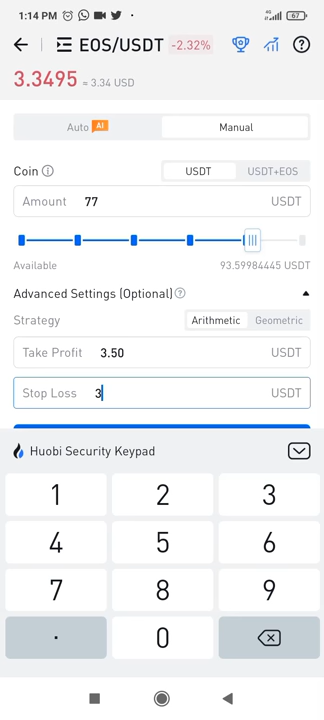 1:14 PM
4G
67
EOS/USDT -2.32%
3.3495 ≈ 3.34 USD
Auto AI Manual
Coin USDT USDT+EOS
Amount 77 USDT
Available 93.59984445 USDT
Advanced Settings (Optional)
Strategy Arithmetic Geometric
Take Profit 3.50 USDT
Stop Loss 3 USDT
Huobi Security Keypad
1 2 3
4 5 6
7 8 9
. 0